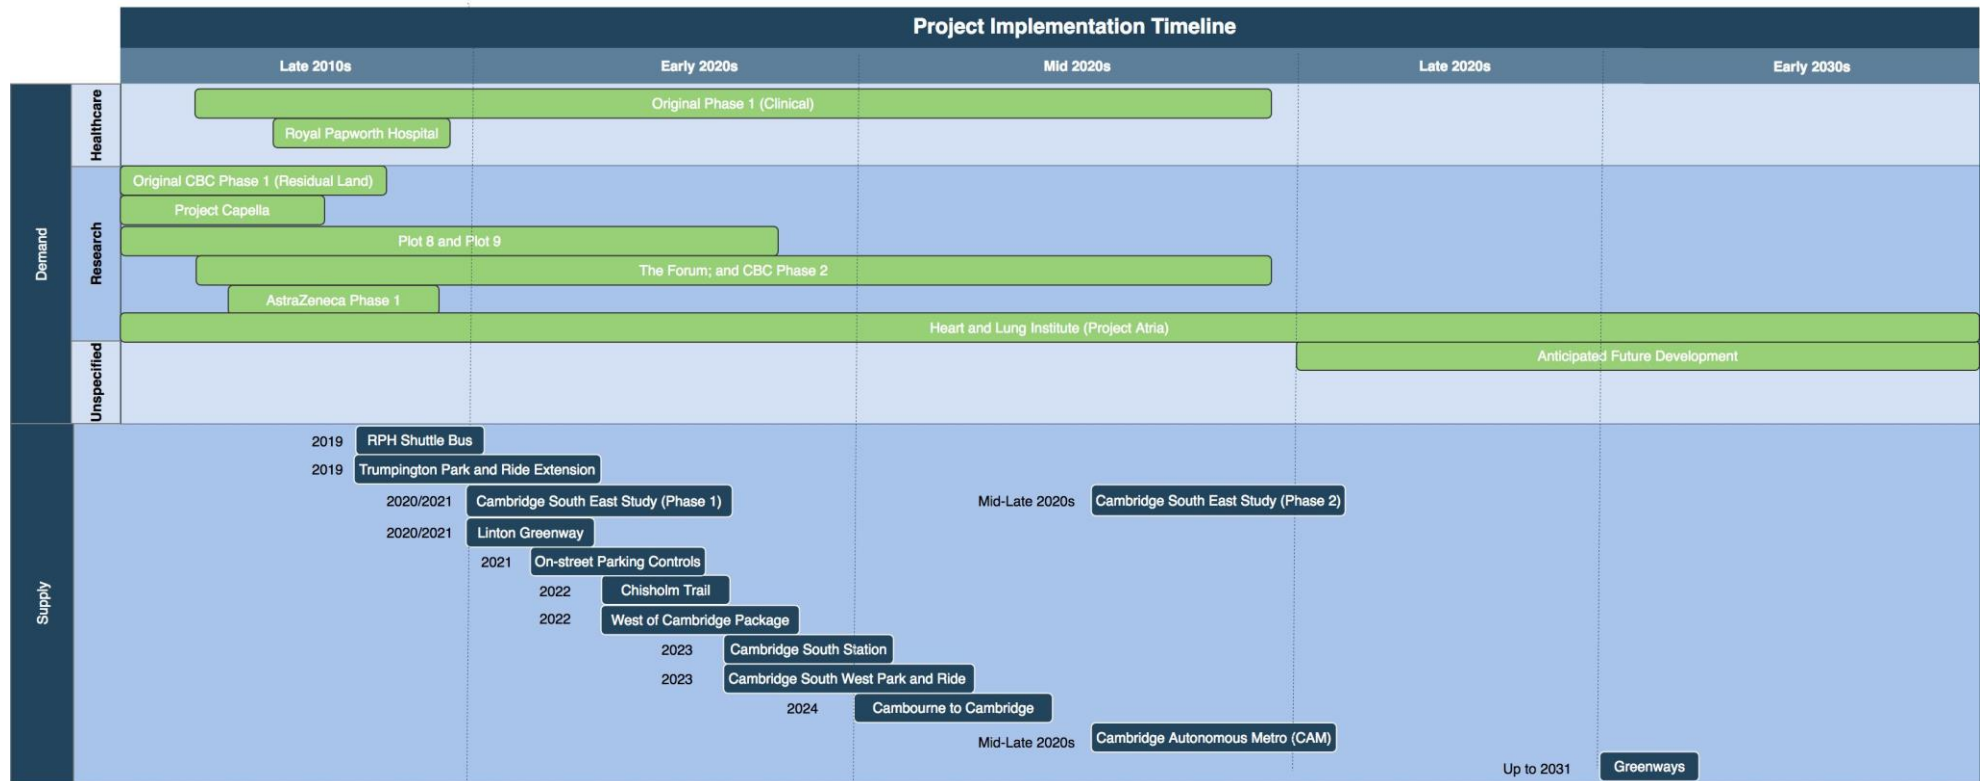 Project Implementation Timeline
Late 2010s
Early 2020s
Mid 2020s
Late 2020s
Early 2030s
Demand
Healthcare
Original Phase 1 (Clinical)
Royal Papworth Hospital
Research
Original CBC Phase 1 (Residual Land)
Project Capella
Plot 8 and Plot 9
The Forum; and CBC Phase 2
AstraZeneca Phase 1
Heart and Lung Institute (Project Atria)
Unspecified
Anticipated Future Development
Supply
2019 RPH Shuttle Bus
2019 Trumpington Park and Ride Extension
2020/2021 Cambridge South East Study (Phase 1)
Mid-Late 2020s Cambridge South East Study (Phase 2)
2020/2021 Linton Greenway
2021 On-street Parking Controls
2022 Chisholm Trail
2022 West of Cambridge Package
2023 Cambridge South Station
2023 Cambridge South West Park and Ride
2024 Cambourne to Cambridge
Mid-Late 2020s Cambridge Autonomous Metro (CAM)
Up to 2031 Greenways